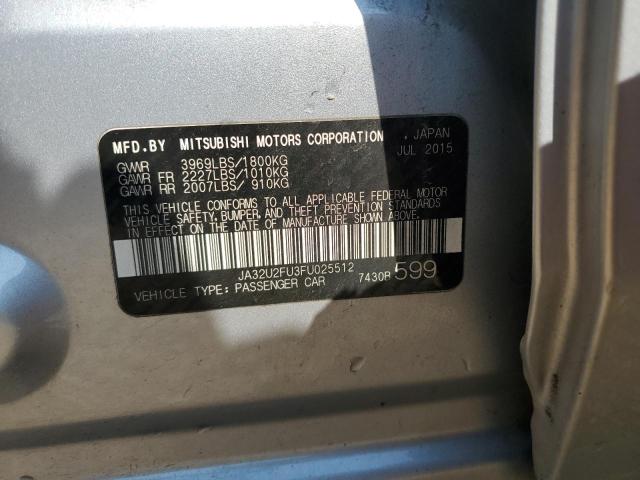 MFD.BY MITSUBISHI MOTORS CORPORATION , JAPAN
JUL 2015
GVWR 3969LBS/1800KG
GAWR FR 2227LBS/1010KG
GAWR RR 2007LBS/ 910KG
THIS VEHICLE CONFORMS TO ALL APPLICABLE FEDERAL MOTOR
VEHICLE SAFETY, BUMPER, AND THEFT PREVENTION STANDARDS
IN EFFECT ON THE DATE OF MANUFACTURE SHOWN ABOVE.
JA32U2FU3FU025512
VEHICLE TYPE: PASSENGER CAR 7430R 599